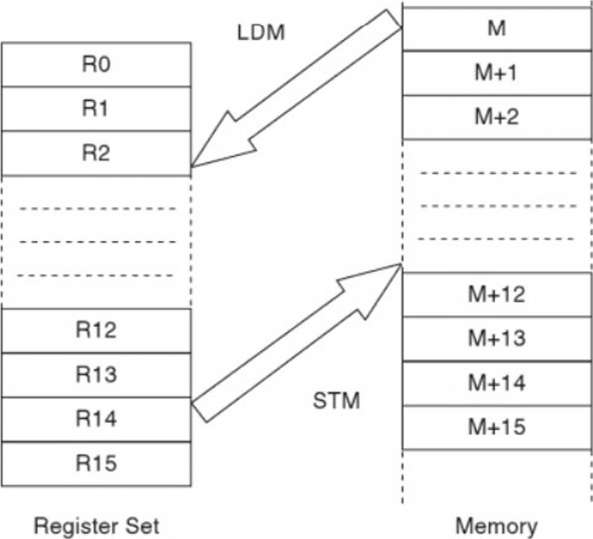 LDM
R0
R1
R2
R12
R13
R14
R15
Register Set
M
M+1
M+2
M+12
M+13
M+14
M+15
STM
Memory